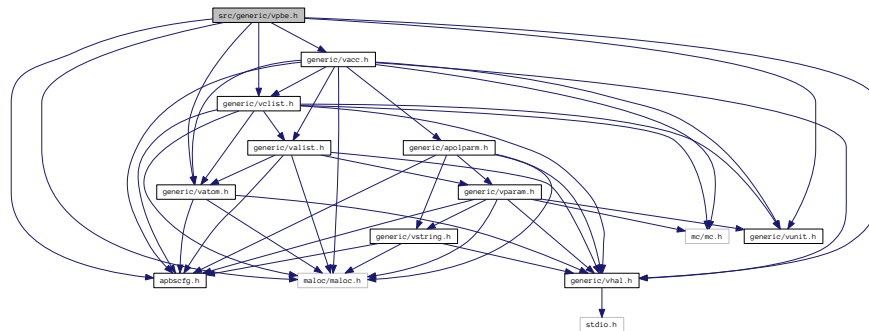 src/generic/vpbe.h
generic/vacc.h
generic/vclist.h
generic/valist.h
generic/apolparm.h
generic/vatom.h
generic/vparam.h
generic/vstring.h
mc/mc.h
generic/vunit.h
apbscfg.h
maloc/maloc.h
generic/vhal.h
stdio.h